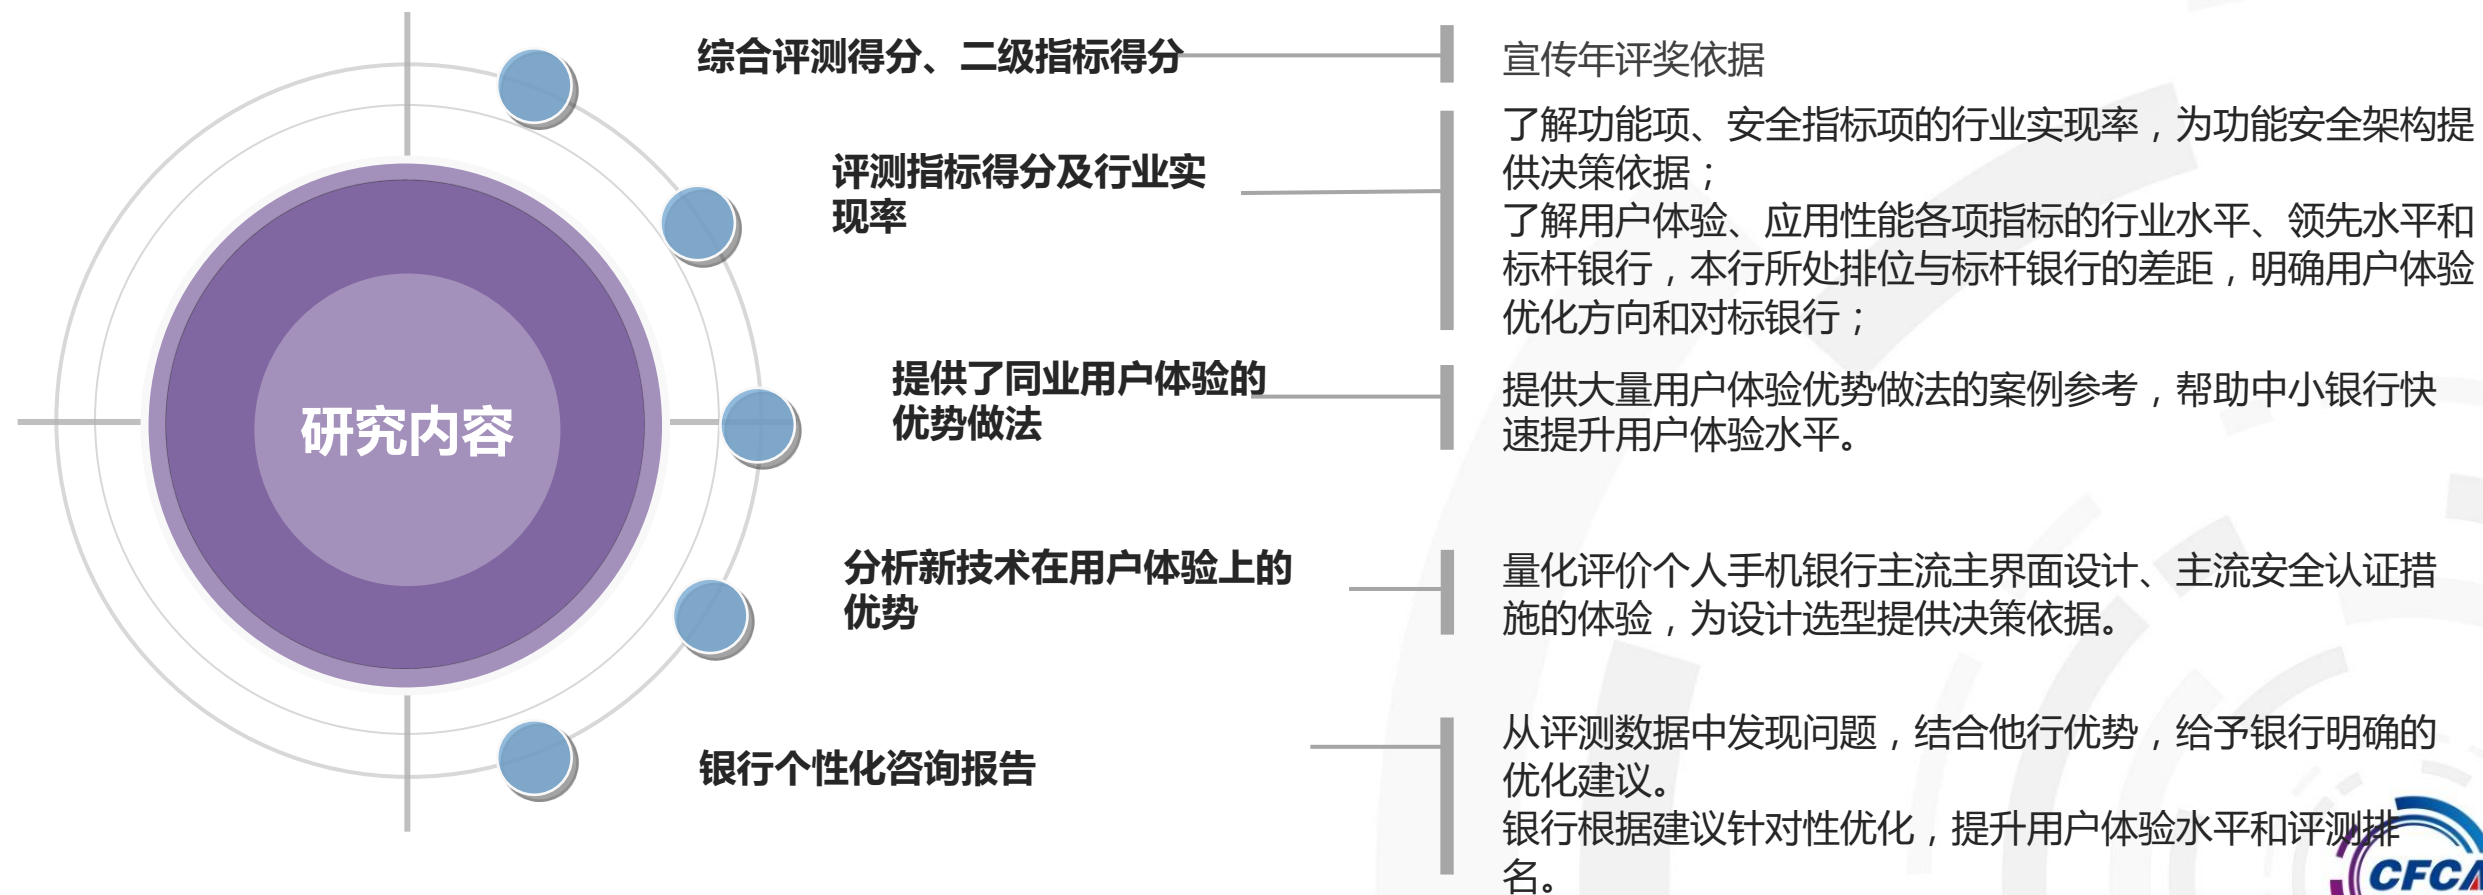 研究内容
综合评测得分、二级指标得分
宣传年评奖依据
评测指标得分及行业实
现率
了解功能项、安全指标项的行业实现率，为功能安全架构提
供决策依据；
了解用户体验、应用性能各项指标的行业水平、领先水平和
标杆银行，本行所处排位与标杆银行的差距，明确用户体验
优化方向和对标银行；
提供了同业用户体验的
优势做法
提供大量用户体验优势做法的案例参考，帮助中小银行快
速提升用户体验水平。
分析新技术在用户体验上的
优势
量化评价个人手机银行主流主界面设计、主流安全认证措
施的体验，为设计选型提供决策依据。
银行个性化咨询报告
从评测数据中发现问题，结合他行优势，给予银行明确的
优化建议。
银行根据建议针对性优化，提升用户体验水平和评测排
名。
CFCA